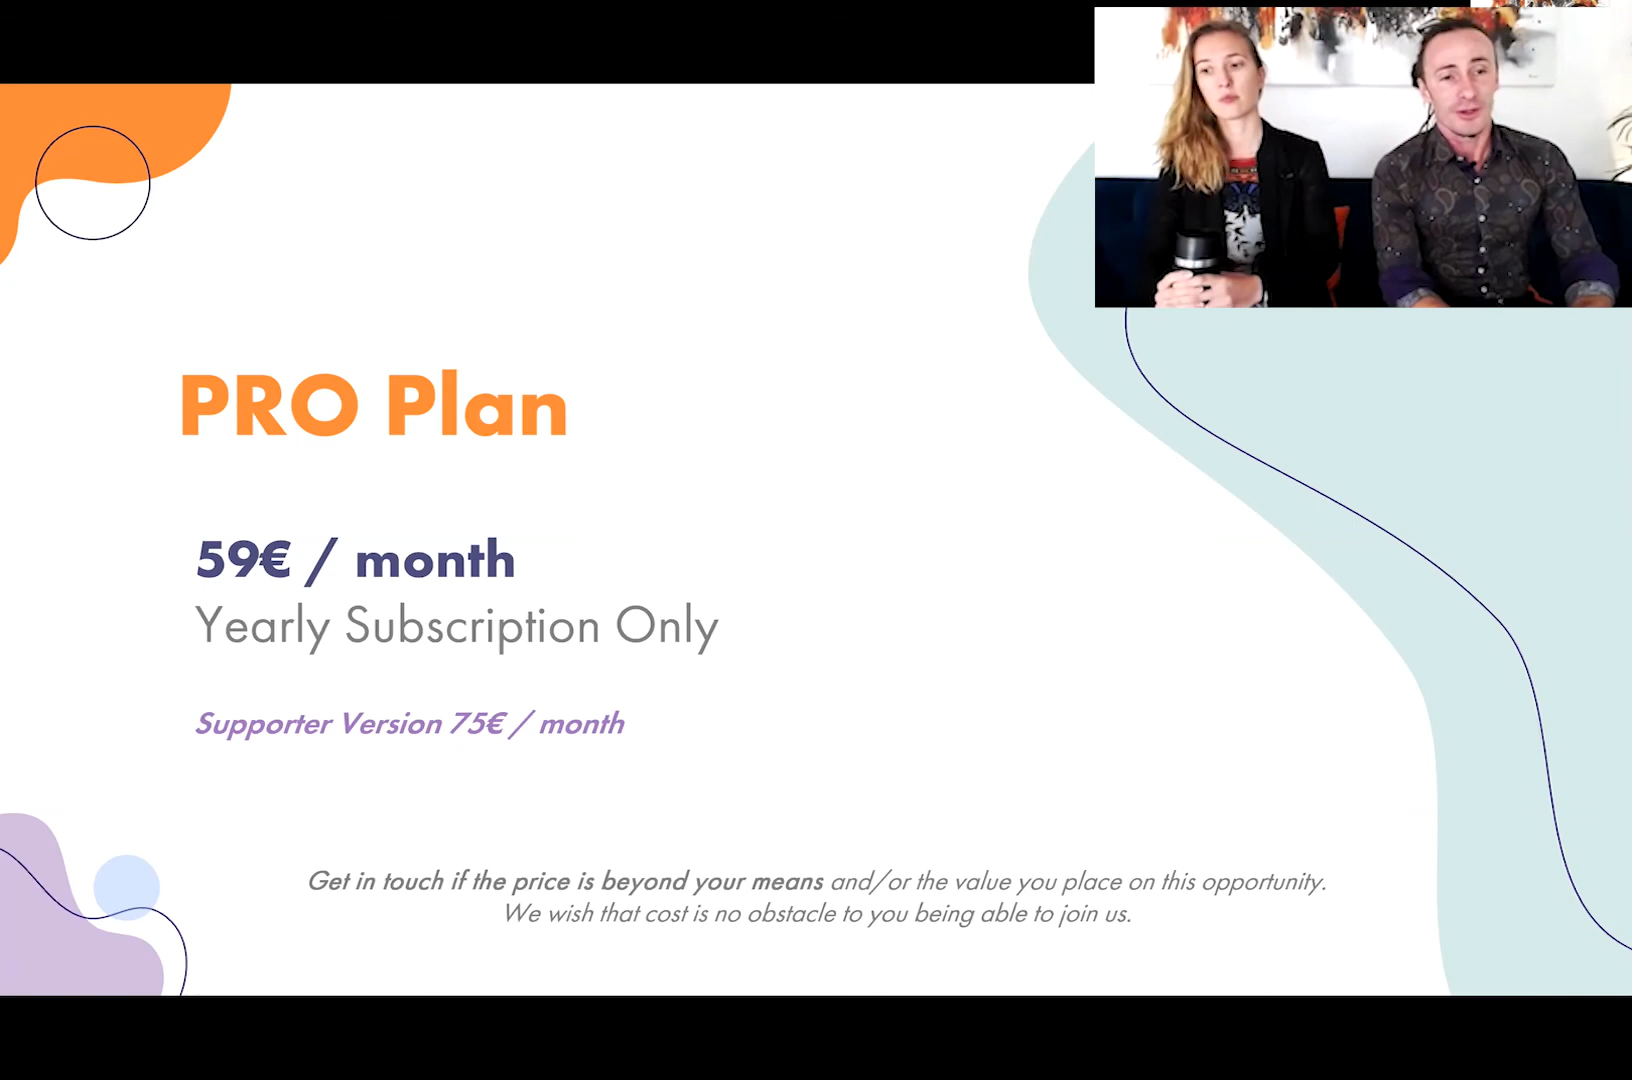 PRO Plan
59€ / month
Yearly Subscription Only
Supporter Version 75€ / month
Get in touch if the price is beyond your means and/or the value you place on this opportunity.
We wish that cost is no obstacle to you being able to join us.